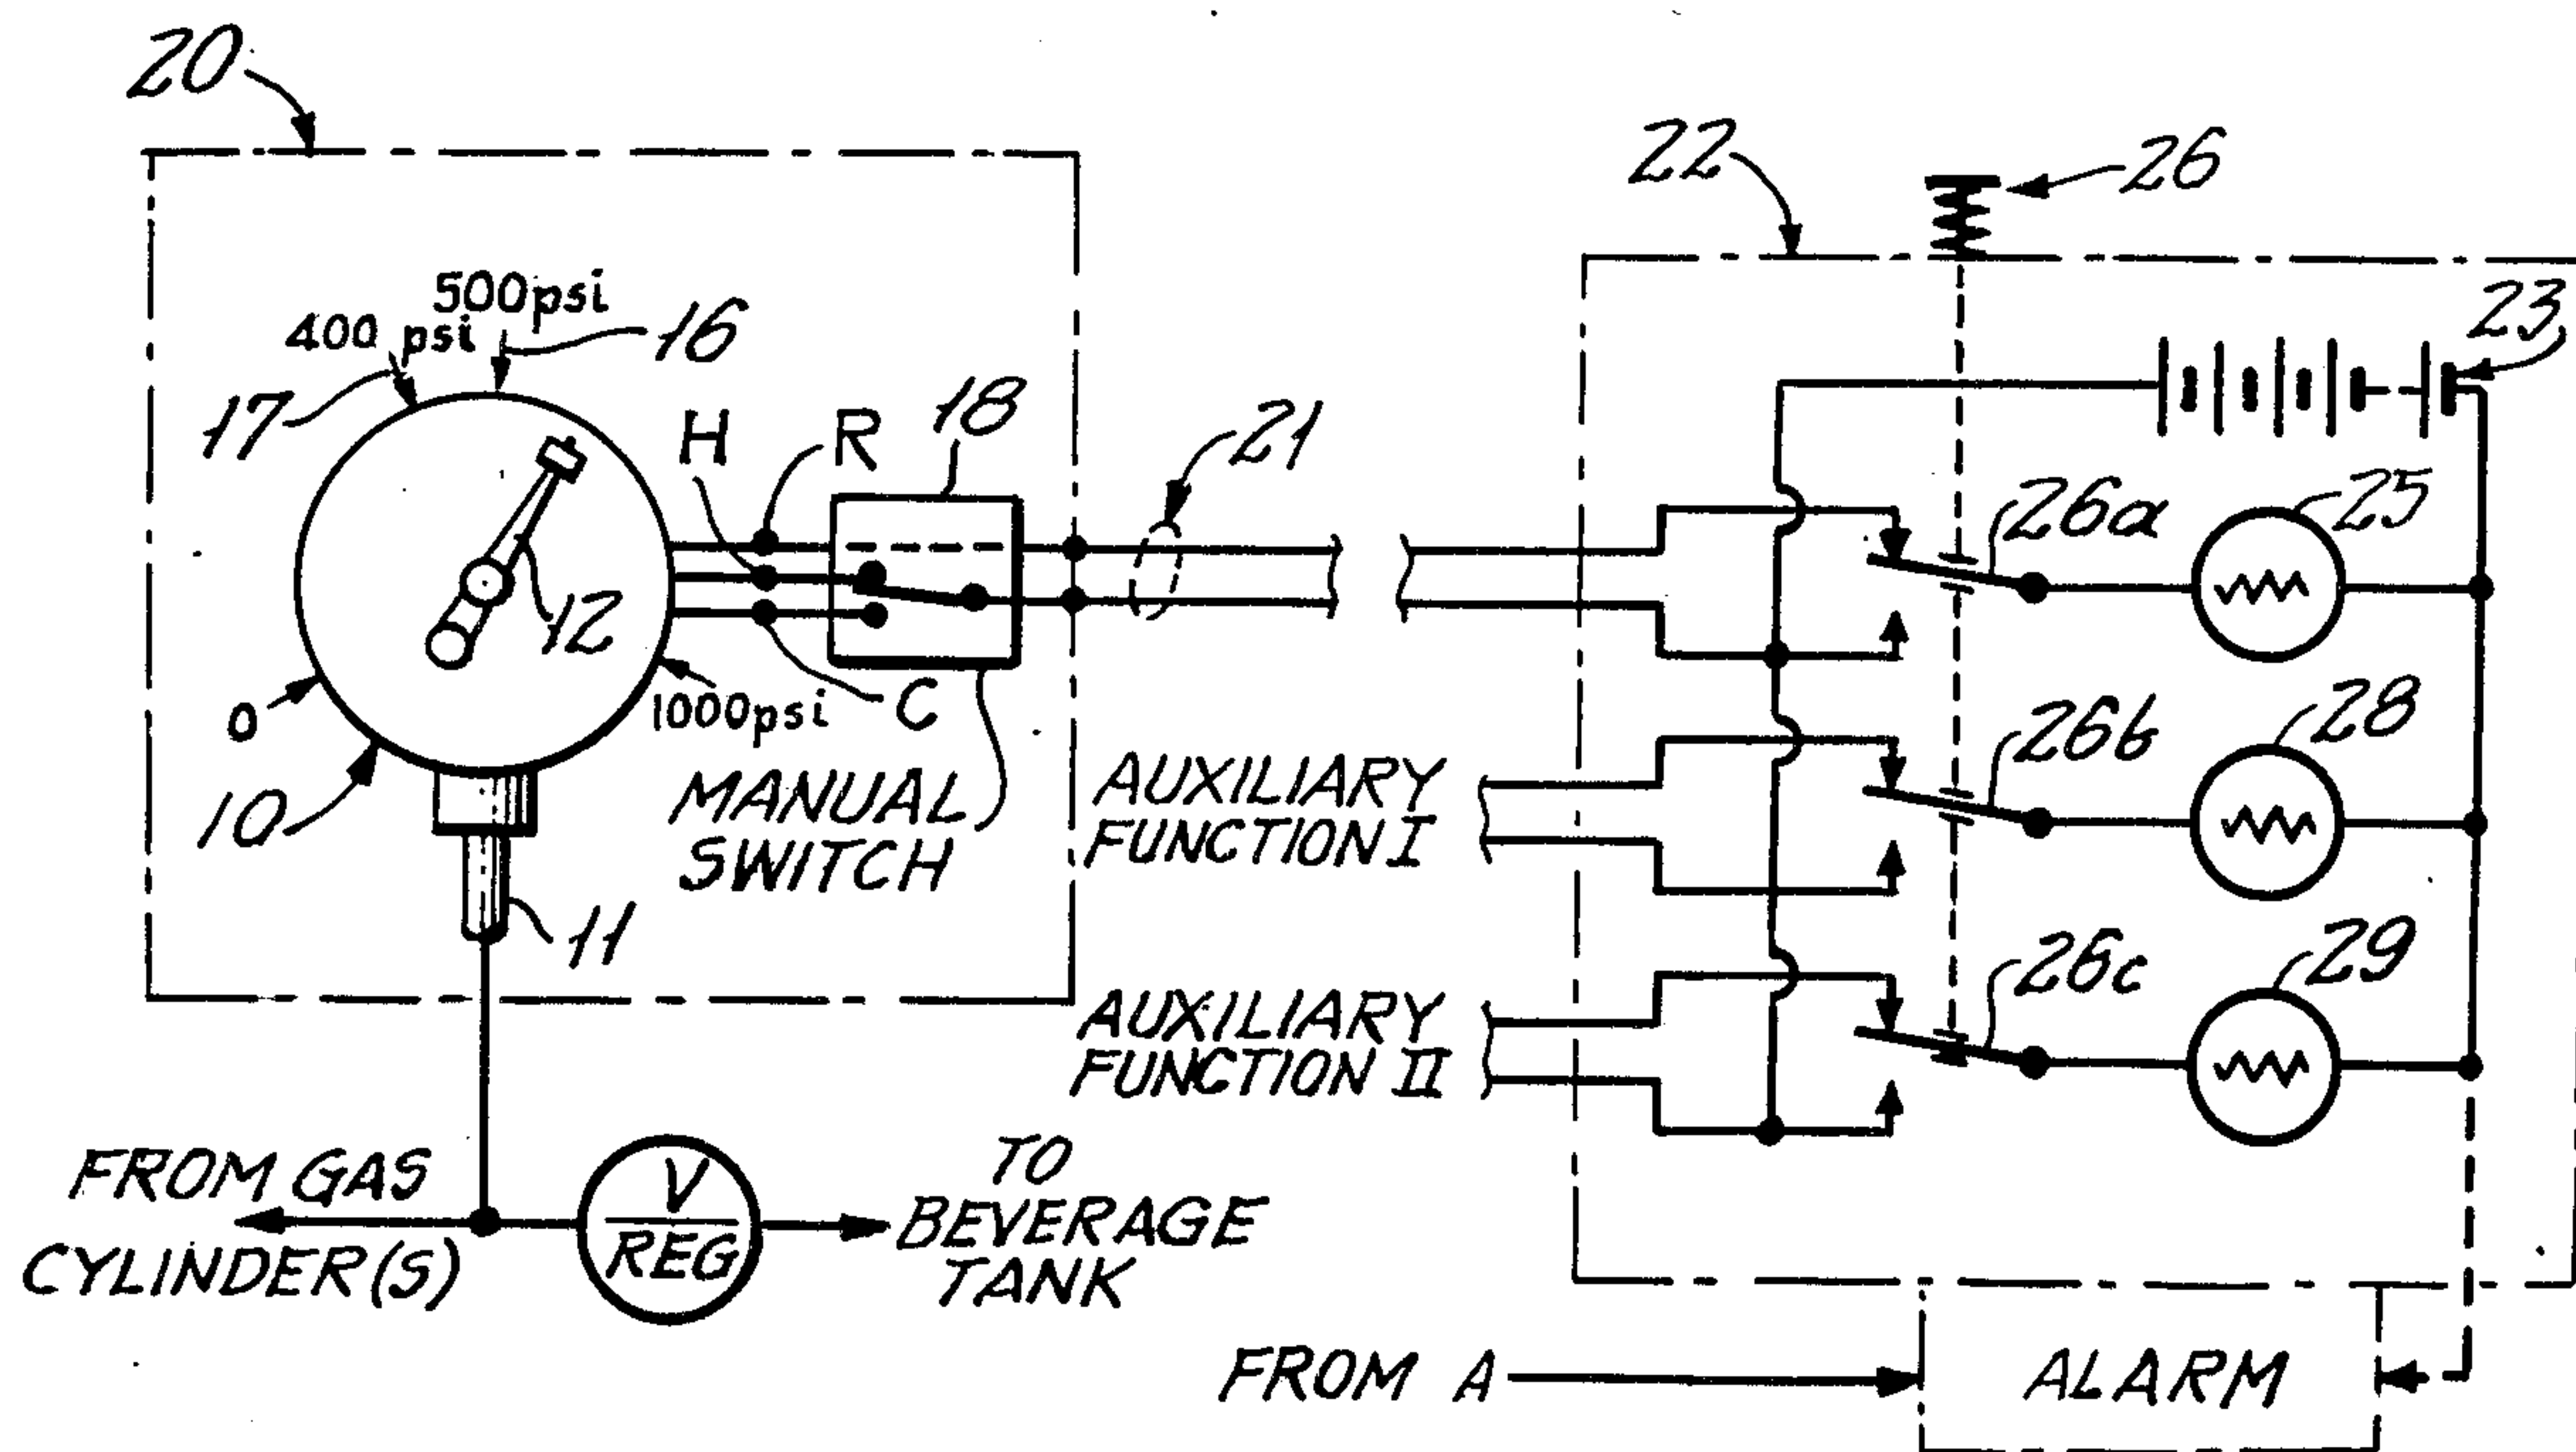 20
22
26
500psi
400 psi
16
23
17
H
R
18
21
26a
25
12
0
1000psi
C
10
MANUAL
SWITCH
26b
28
AUXILIARY
FUNCTION I
11
26c
29
AUXILIARY
FUNCTION II
FROM GAS
CYLINDER(S)
V
REG
TO
BEVERAGE
TANK
FROM A
ALARM